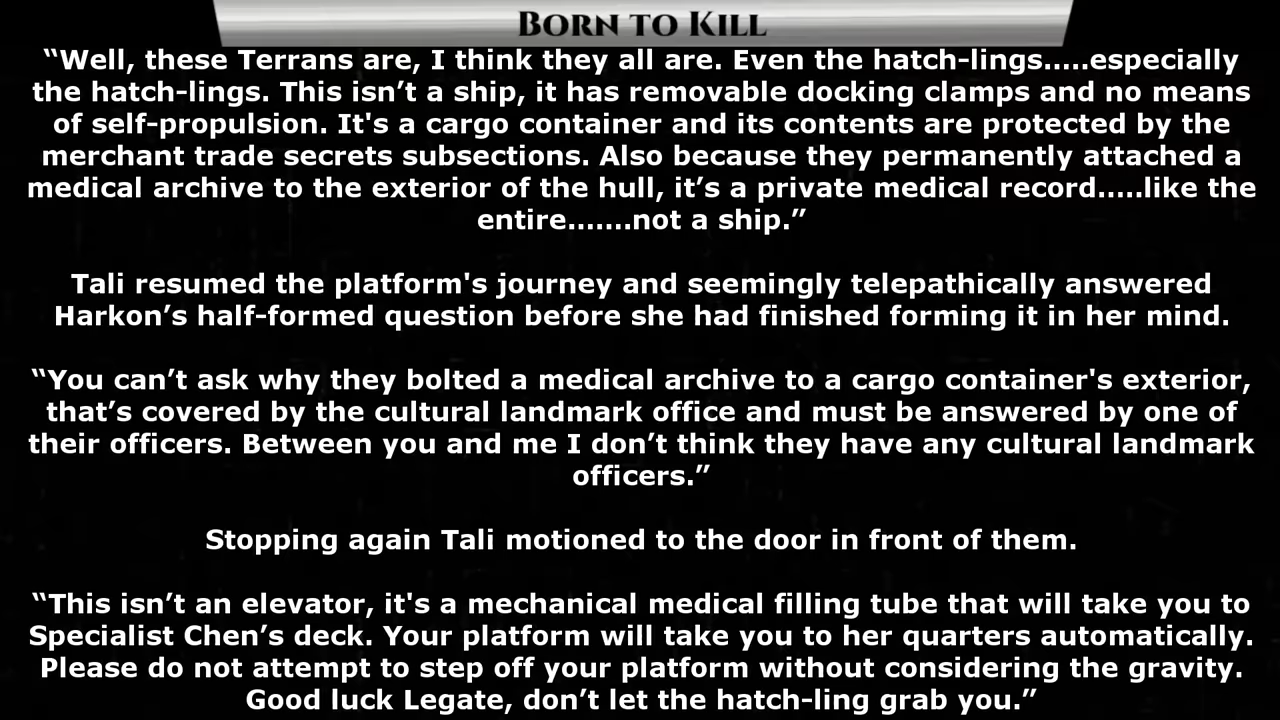 Born to Kill
“Well, these Terrans are, I think they all are. Even the hatch-lings.....especially
the hatch-lings. This isn’t a ship, it has removable docking clamps and no means
of self-propulsion. It's a cargo container and its contents are protected by the
merchant trade secrets subsections. Also because they permanently attached a
medical archive to the exterior of the hull, it’s a private medical record.....like the
entire.......not a ship.”
Tali resumed the platform's journey and seemingly telepathically answered
Harkon’s half-formed question before she had finished forming it in her mind.
“You can’t ask why they bolted a medical archive to a cargo container's exterior,
that’s covered by the cultural landmark office and must be answered by one of
their officers. Between you and me I don’t think they have any cultural landmark
officers.”
Stopping again Tali motioned to the door in front of them.
“This isn’t an elevator, it's a mechanical medical filling tube that will take you to
Specialist Chen’s deck. Your platform will take you to her quarters automatically.
Please do not attempt to step off your platform without considering the gravity.
Good luck Legate, don’t let the hatch-ling grab you.”